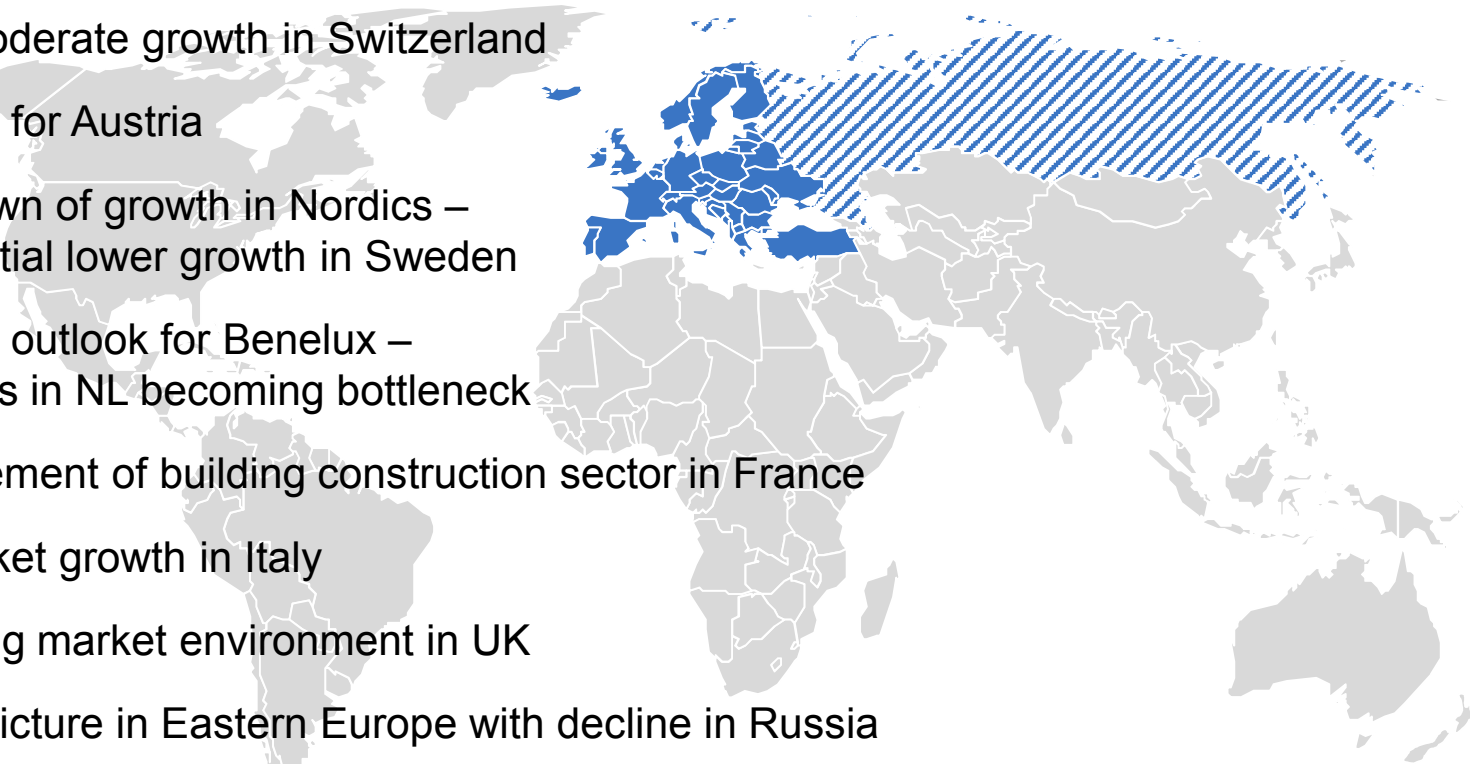 oderate growth in Switzerland
for Austria
wn of growth in Nordics –
tial lower growth in Sweden
outlook for Benelux –
s in NL becoming bottleneck
ement of building construction sector in France
ket growth in Italy
g market environment in UK
icture in Eastern Europe with decline in Russia